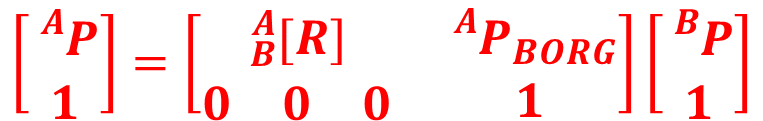 [ᴬP] = [ᴬ_B[R] ᴬP_BORG] [ᴮP]
[1] [0 0 0 1] [1]